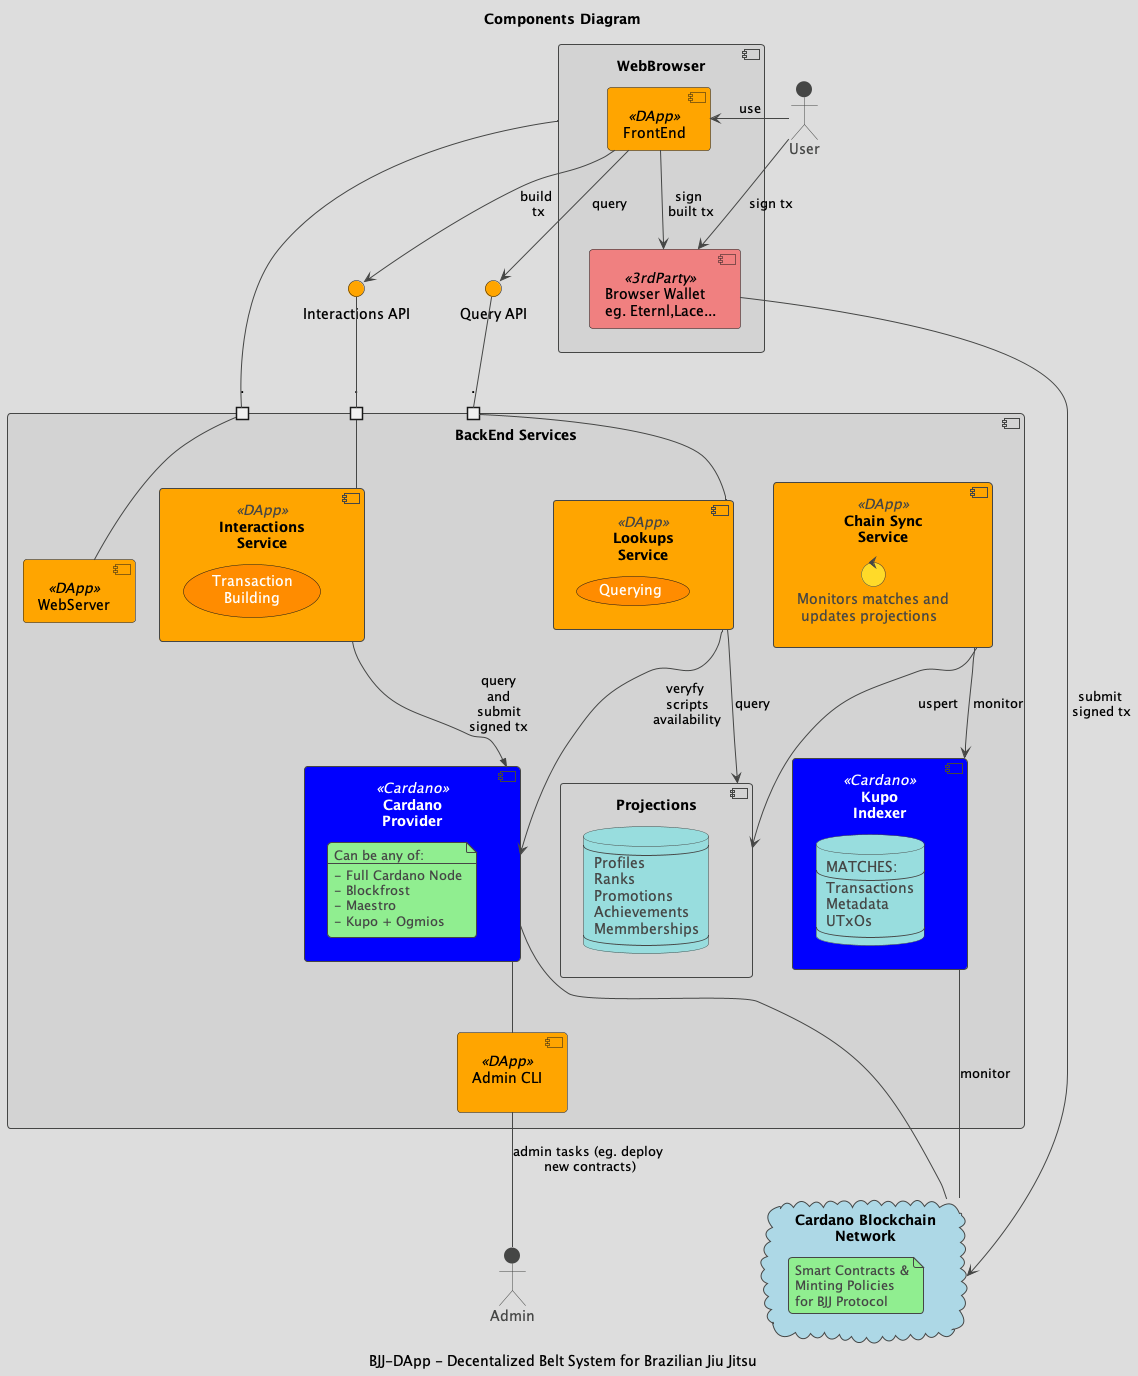 Components Diagram
WebBrowser
«DApp»
FrontEnd
use
User
build
tx
query
sign
built tx
sign tx
«3rdParty»
Browser Wallet
eg. Eternl,Lace...
Interactions API
Query API
BackEnd Services
«DApp»
Interactions
Service
Transaction
Building
«DApp»
WebServer
«DApp»
Lookups
Service
Querying
«DApp»
Chain Sync
Service
Monitors matches and
updates projections
query
and
submit
signed tx
veryfy
scripts
availability
query
uspert
monitor
submit
signed tx
«Cardano»
Cardano
Provider
Can be any of:
- Full Cardano Node
- Blockfrost
- Maestro
- Kupo + Ogmios
Projections
Profiles
Ranks
Promotions
Achievements
Memmberships
«Cardano»
Kupo
Indexer
MATCHES:
Transactions
Metadata
UTxOs
«DApp»
Admin CLI
monitor
admin tasks (eg. deploy
new contracts)
Admin
Cardano Blockchain
Network
Smart Contracts &
Minting Policies
for BJJ Protocol
BJJ-DApp - Decentalized Belt System for Brazilian Jiu Jitsu